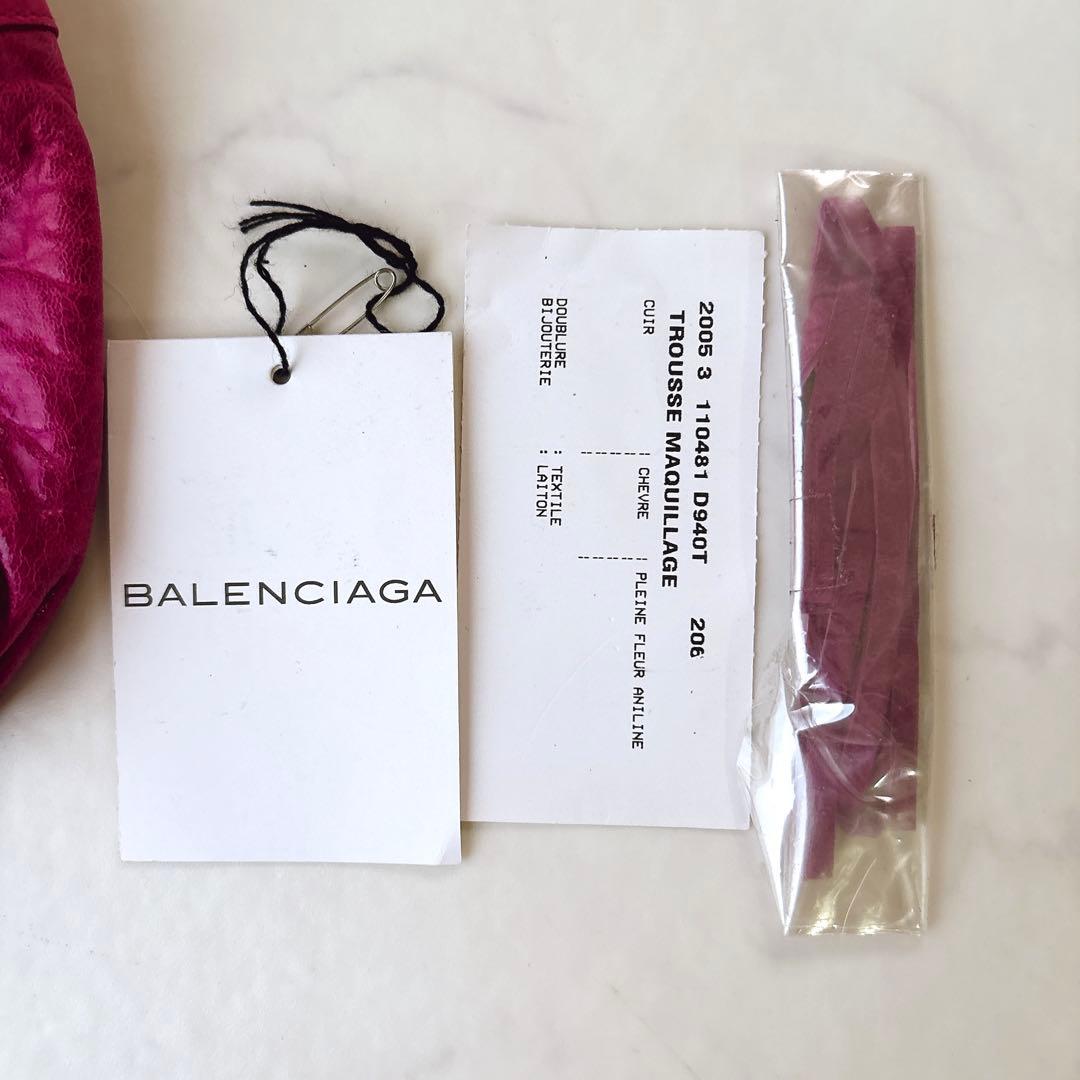 BALENCIAGA
2005 3 110481 D940T 206
TROUSSE MAQUILLAGE
CUIR : CHEVRE : PLEINE FLEUR ANILINE
DOUBLURE : TEXTILE
BIJOUTERIE : LAITON